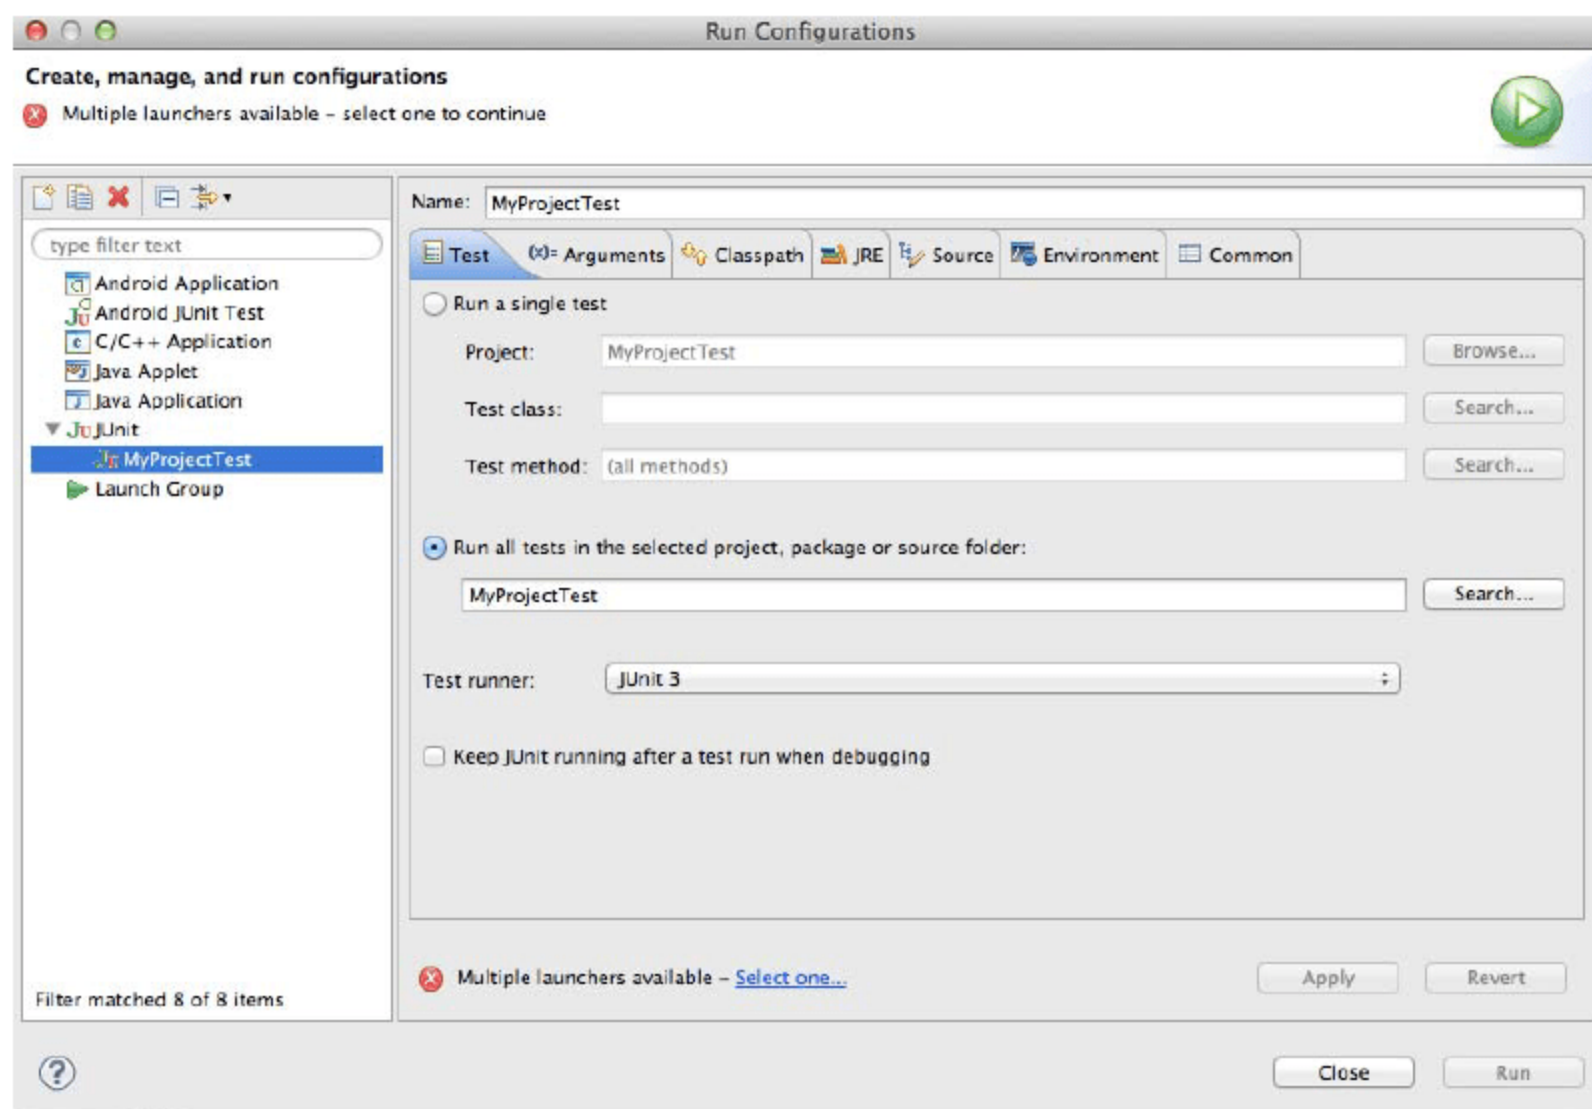 Run Configurations
Create, manage, and run configurations
Multiple launchers available – select one to continue
type filter text
Android Application
Android JUnit Test
C/C++ Application
Java Applet
Java Application
JUnit
MyProjectTest
Launch Group
Filter matched 8 of 8 items
Name: MyProjectTest
Test (x)= Arguments Classpath JRE Source Environment Common
Run a single test
Project: MyProjectTest Browse...
Test class: Search...
Test method: (all methods) Search...
Run all tests in the selected project, package or source folder:
MyProjectTest Search...
Test runner: JUnit 3
Keep JUnit running after a test run when debugging
Multiple launchers available – Select one... Apply Revert
? Close Run